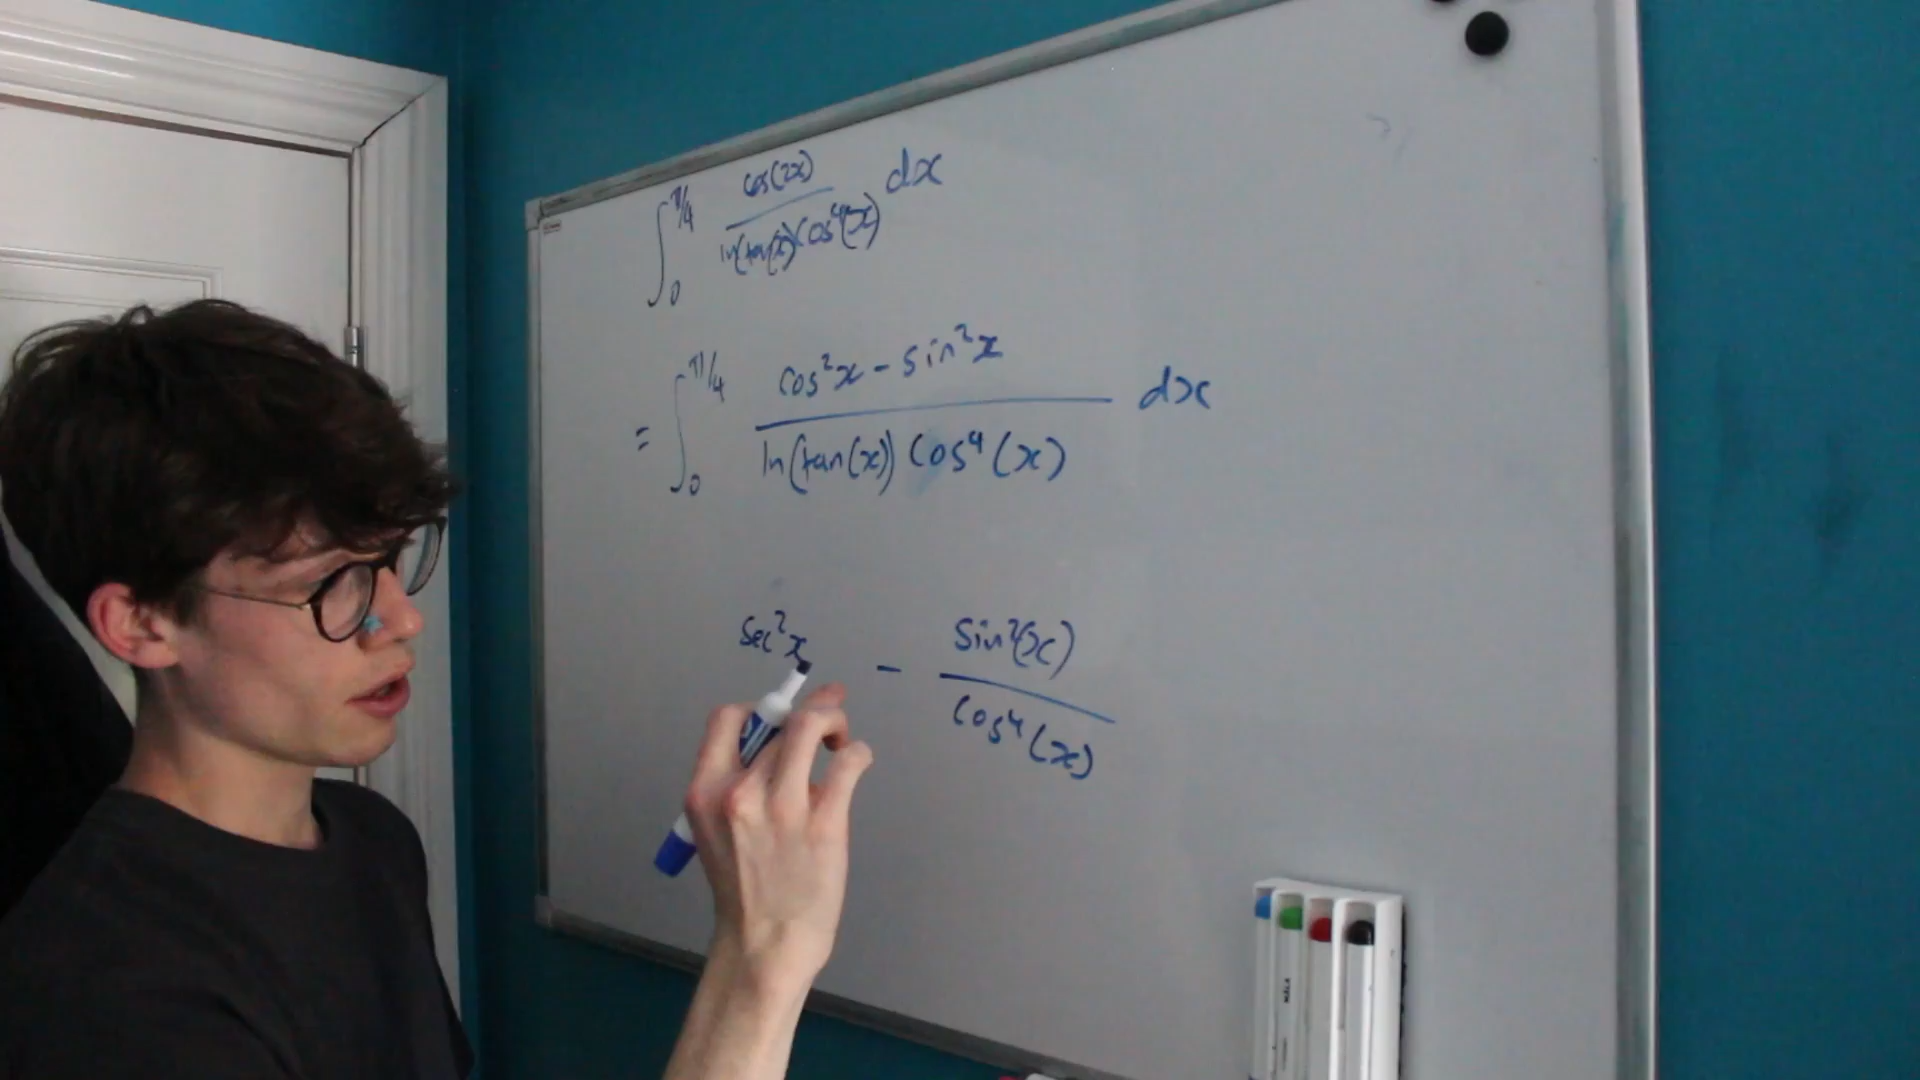 ∫₀^{π/4} cos(2x) / ln(tan(x))cos⁴(x) dx
= ∫₀^{π/4} cos²x − sin²x / ln(tan(x)) cos⁴(x) dx
sec²x − sin²(x) / cos⁴(x)